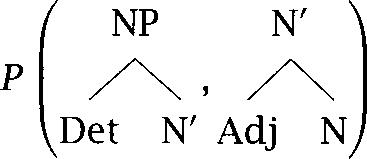 NP N′
P ( , )
Det N′ Adj N